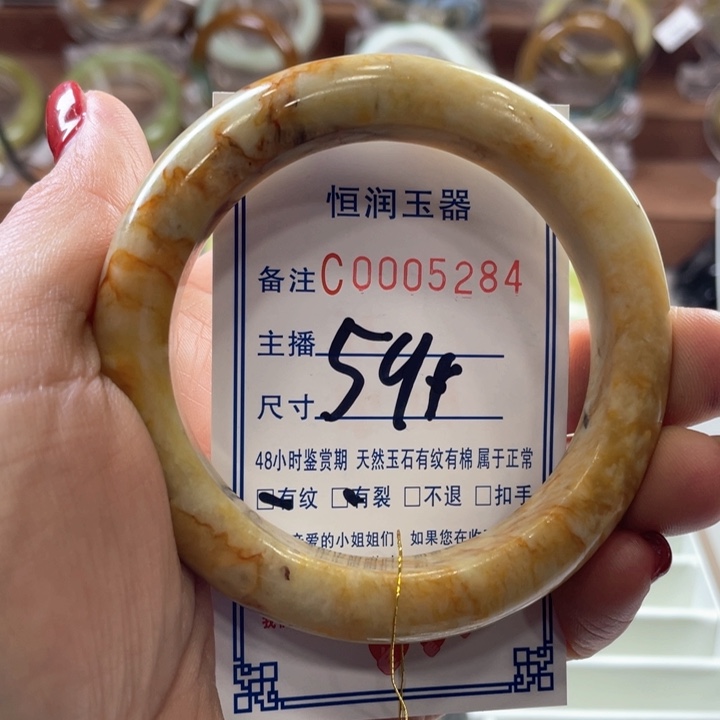 恒润玉器
备注C0005284
主播
尺寸 54+
48小时鉴赏期 天然玉石有纹有棉 属于正常
□有纹 □有裂 □不退 □扣手
亲爱的小姐姐们 如果您在收